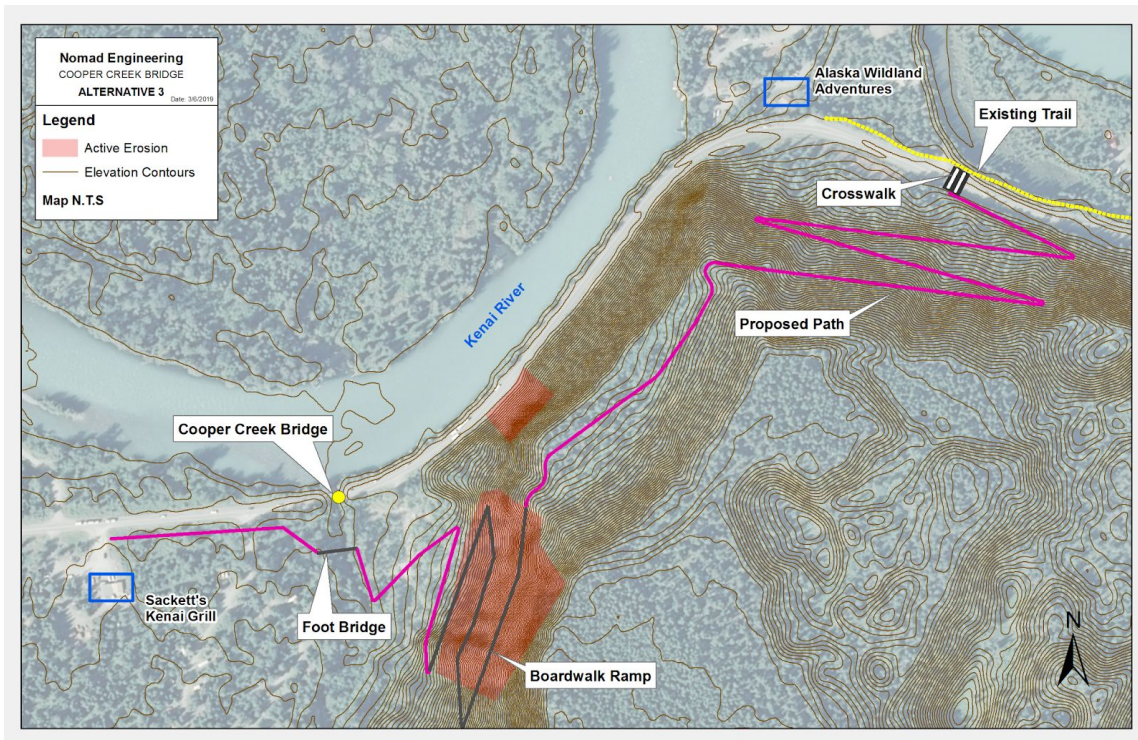 Nomad Engineering
COOPER CREEK BRIDGE
ALTERNATIVE 3
Date: 3/6/2019
Legend
Active Erosion
Elevation Contours
Map N.T.S
Alaska Wildland
Adventures
Existing Trail
Crosswalk
Kenai River
Proposed Path
Cooper Creek Bridge
Sackett's
Kenai Grill
Foot Bridge
Boardwalk Ramp
N